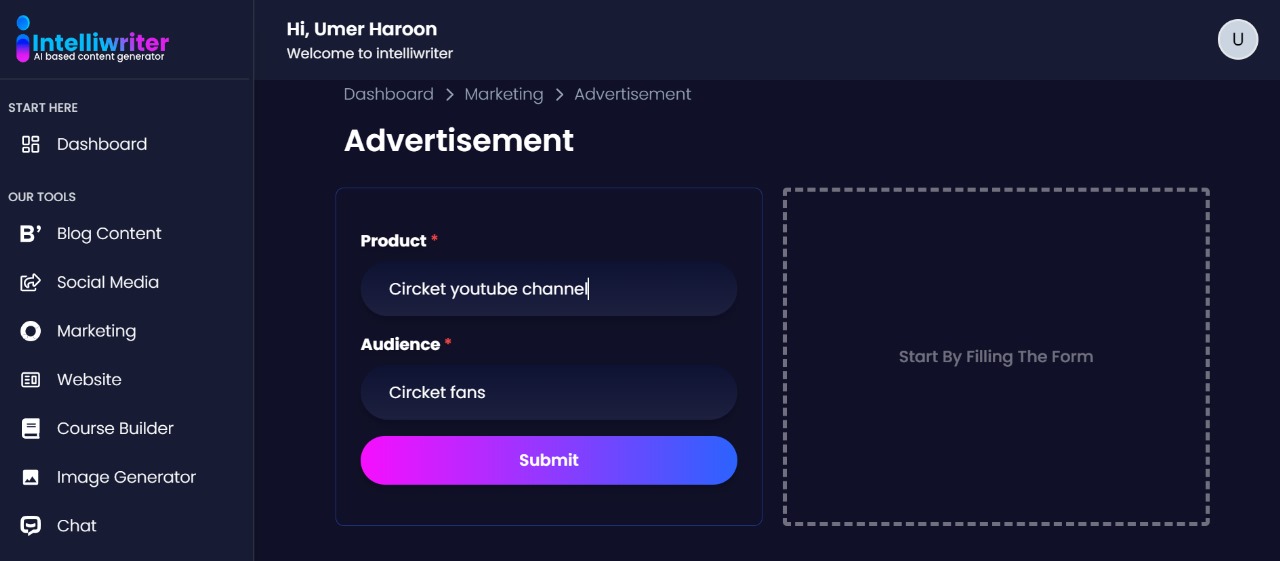 Intelliwriter
AI based content generator
Hi, Umer Haroon
Welcome to intelliwriter
U
START HERE
Dashboard
OUR TOOLS
B’ Blog Content
Social Media
Marketing
Website
Course Builder
Image Generator
Chat
Dashboard > Marketing > Advertisement
Advertisement
Product *
Circket youtube channel
Audience *
Circket fans
Submit
Start By Filling The Form